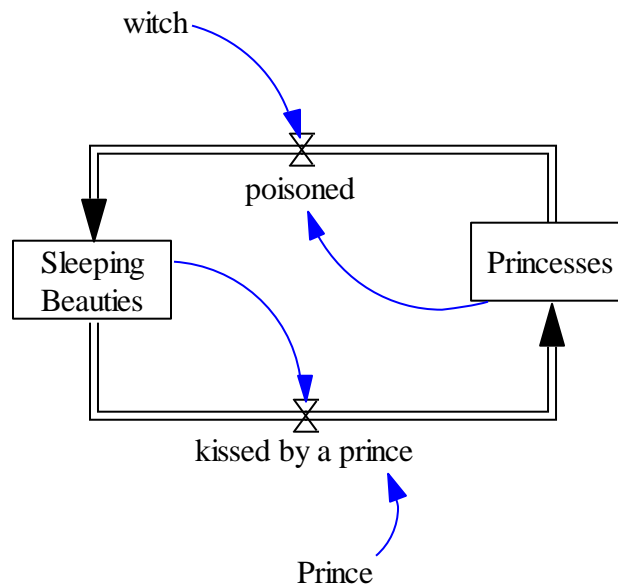 witch
poisoned
Sleeping
Beauties
Princesses
kissed by a prince
Prince